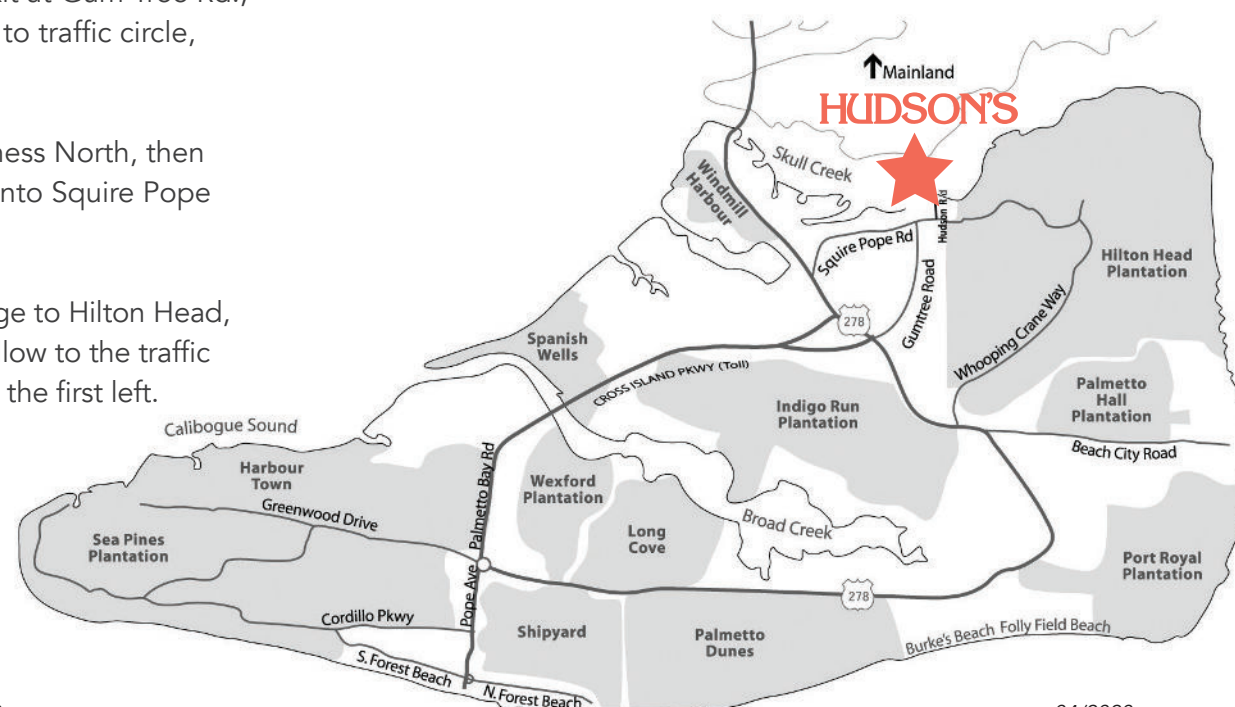 to traffic circle,
ness North, then
nto Squire Pope
ge to Hilton Head,
low to the traffic
the first left.
Mainland
HUDSON'S
Skull Creek
Windmill
Harbour
Squire Pope Rd
Hudson Rd
Gumtree Road
Hilton Head
Plantation
278
Whooping Crane Way
Spanish
Wells
CROSS ISLAND PKWY (Toll)
Indigo Run
Plantation
Palmetto
Hall
Plantation
Beach City Road
Calibogue Sound
Harbour
Town
Palmetto Bay Rd
Wexford
Plantation
Greenwood Drive
Long
Cove
Broad Creek
Sea Pines
Plantation
Port Royal
Plantation
Pope Ave
278
Cordillo Pkwy
Shipyard
Palmetto
Dunes
Burke's Beach
Folly Field Beach
S. Forest Beach
N. Forest Beach